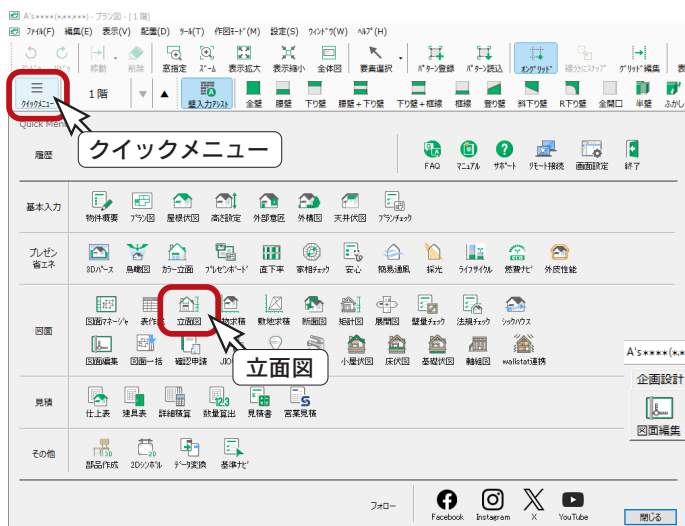 A's****(*.**,***) - プラン図 - [1 階]
ファイル(F) 編集(E) 表示(V) 配置(D) ツール(T) 作図モード(M) 設定(S) ウィンドウ(W) ヘルプ(H)
移動 削除 窓指定 ズーム 表示拡大 表示縮小 全体図 要素選択 パターン登録 パターン読込 オングリッド 線分にスナップ グリッド編集 表
クイックメニュー 1 階 壁入力アシスト 全壁 腰壁 下り壁 腰壁+下り壁 下り壁+框線 框線 登り壁 斜下り壁 R下り壁 全開口 半壁 ふかし
Quick Menu
クイックメニュー
履歴
FAQ マニュアル サポート リモート接続 画面設定 終了
基本入力
物件概要 プラン図 屋根伏図 高さ設定 外部意匠 外構図 天井伏図 プランチェック
プレゼン
省エネ
3Dパース 鳥瞰図 カラー立面 プレゼンボード 直下率 家相チェック 安心 簡易通風 採光 ライフサイクル 燃費ナビ 外皮性能
図面
図面マネージャ 表作 立面図 物求積 敷地求積 断面図 矩計図 展開図 壁量チェック 法規チェック シックハウス
図面編集 図面一括 確認申請 小屋伏図 床伏図 基礎伏図 軸組図 wallstat連携
立面図
A's****(*.*
企画設計
図面編集
見積
仕上表 建具表 詳細積算 数量算出 見積書 営業見積
その他
部品作成 2Dシンボル データ変換 基準ナビ
フォロー
Facebook Instagram X YouTube
閉じる